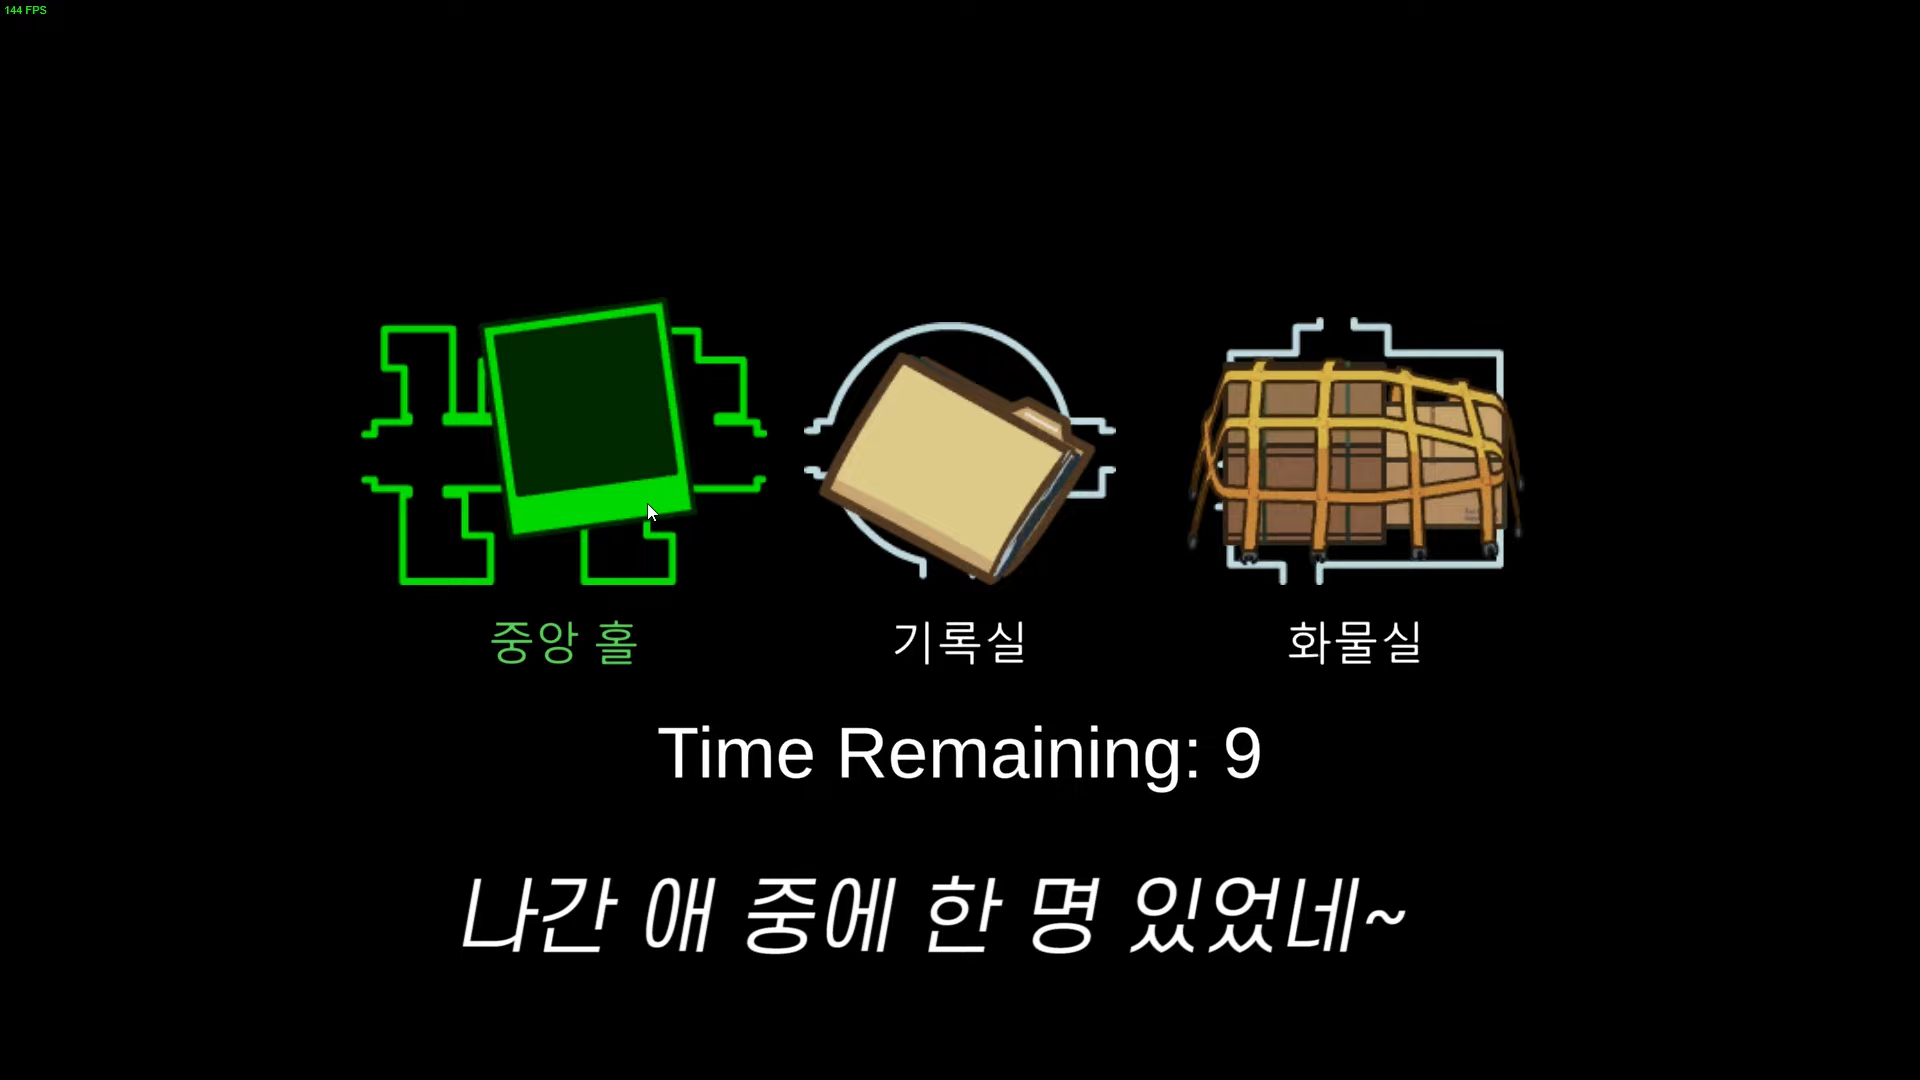 144 FPS
중앙 홀
기록실
화물실
Time Remaining: 9
나간 애 중에 한 명 있었네~